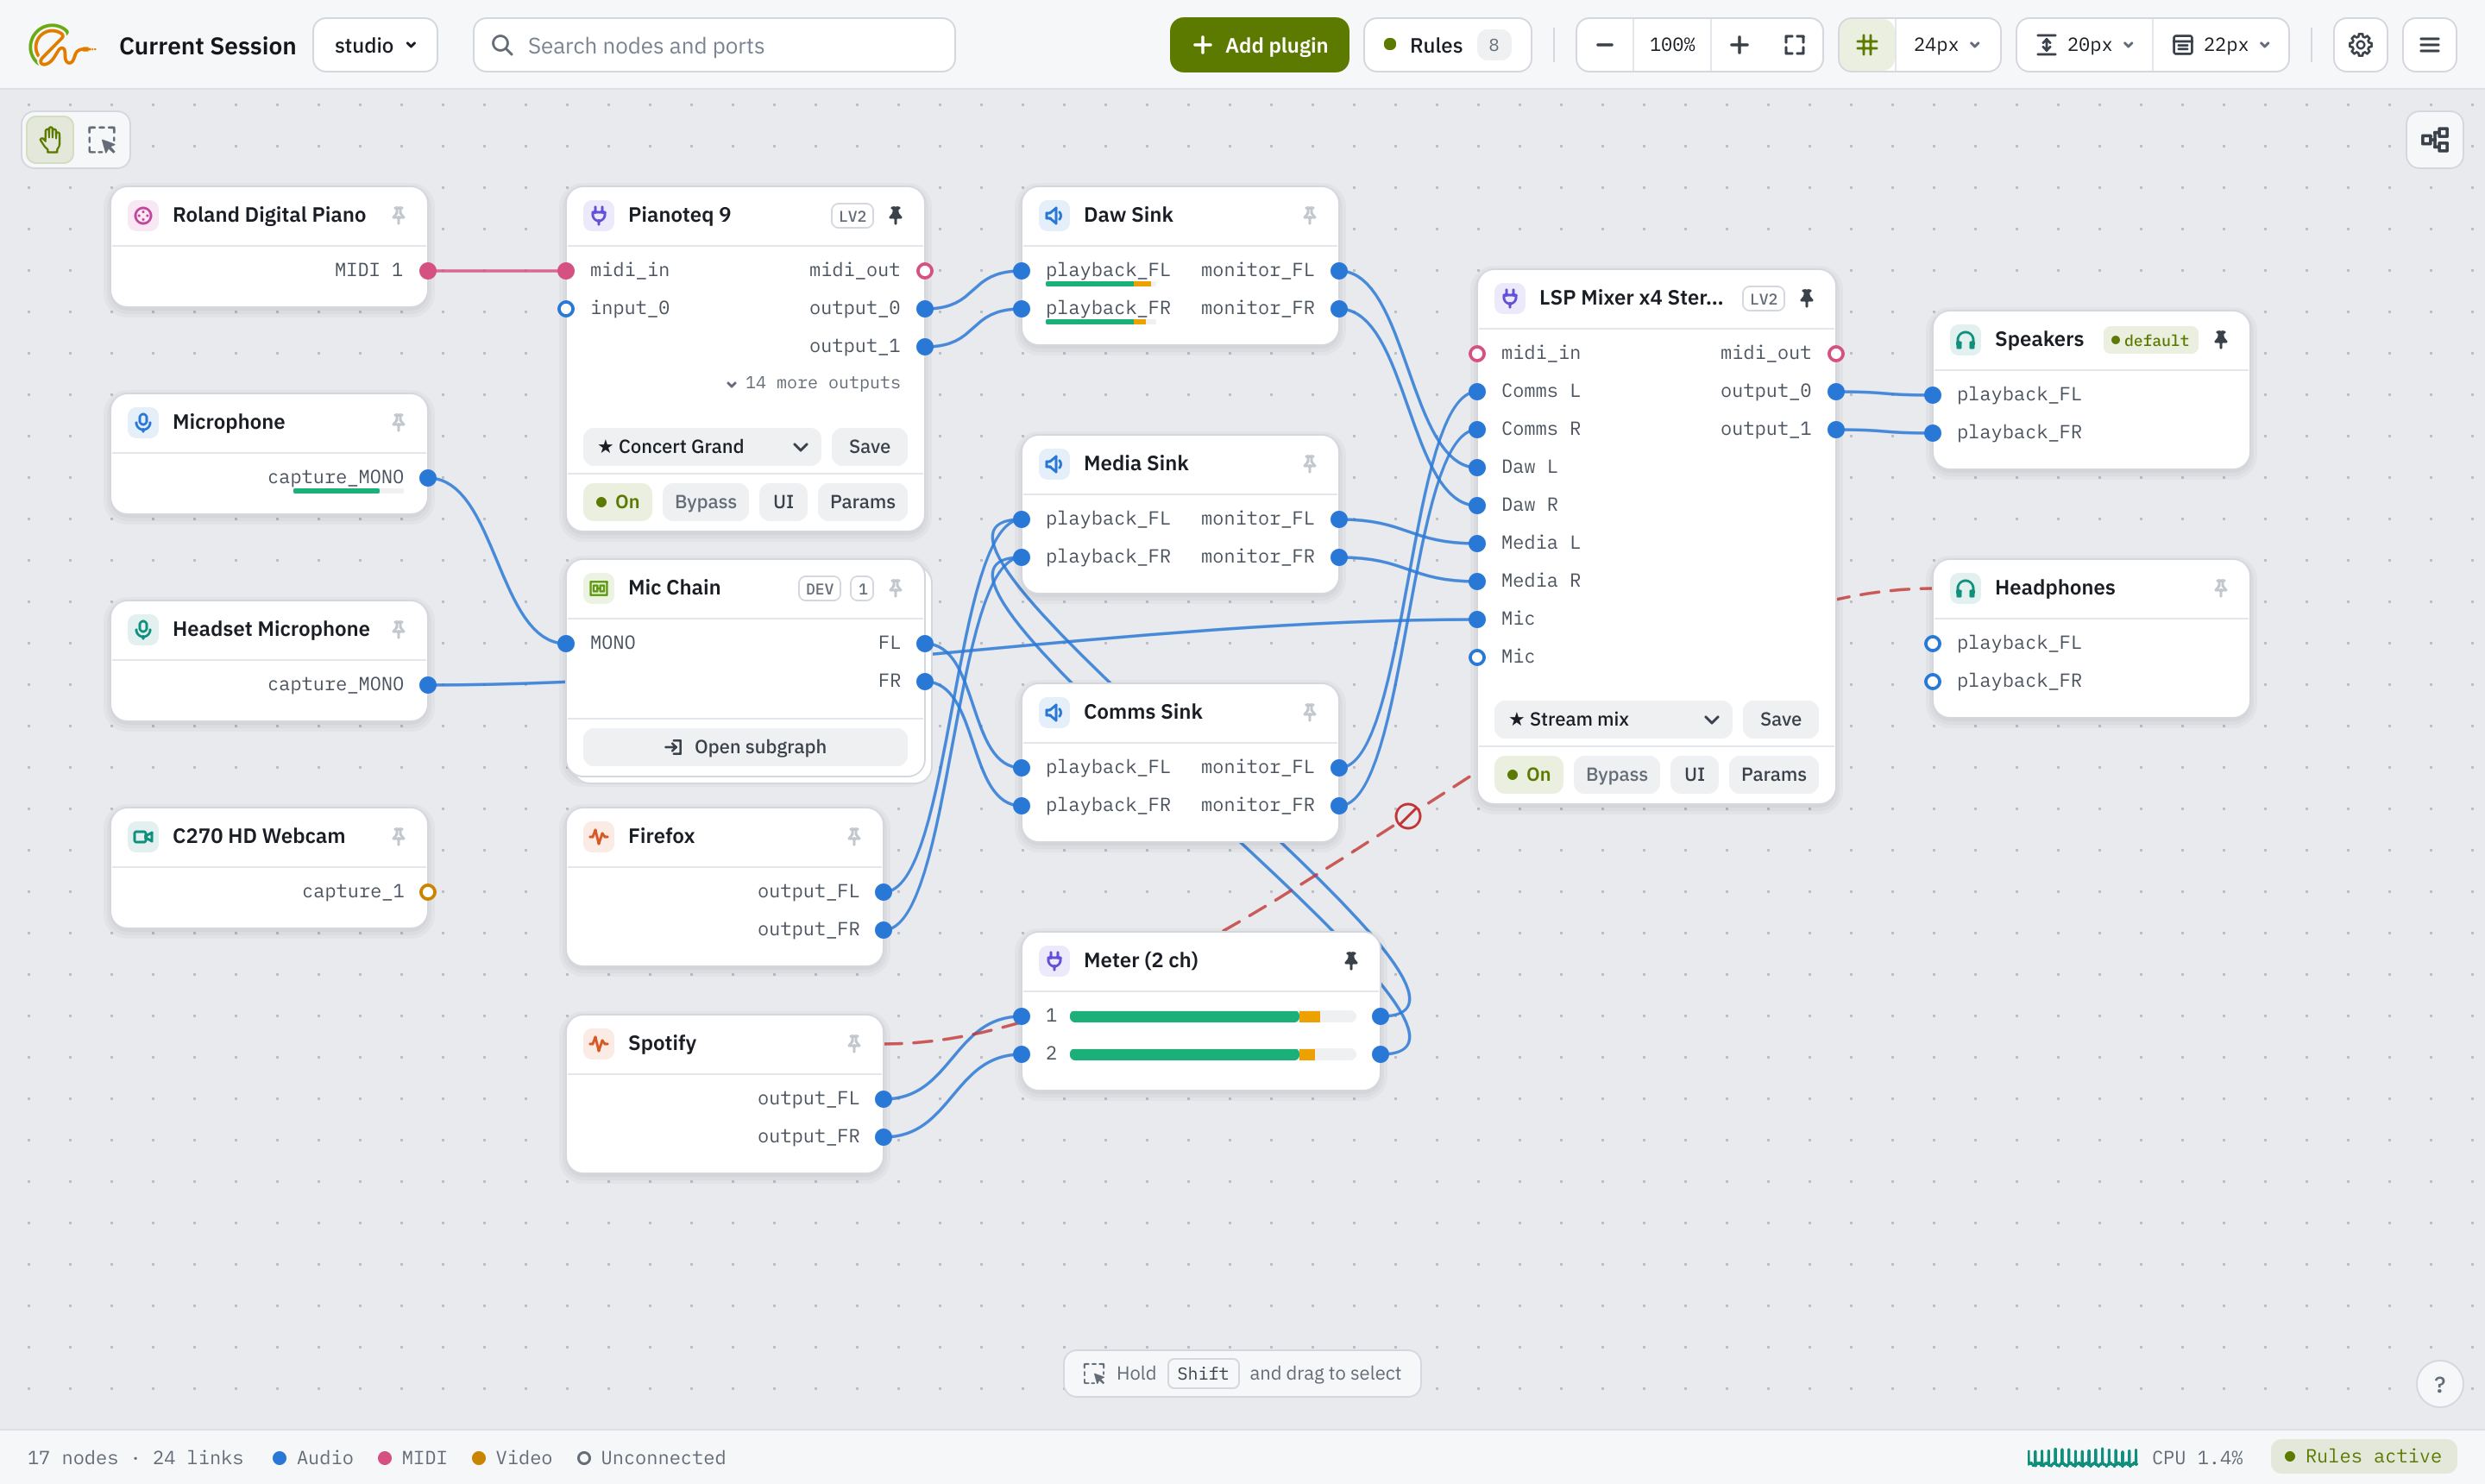 Current Session
studio
Search nodes and ports
+ Add plugin
Rules 8
100%
24px
20px
22px
Roland Digital Piano
MIDI 1
Microphone
capture_MONO
Headset Microphone
capture_MONO
C270 HD Webcam
capture_1
Pianoteq 9 LV2
midi_in midi_out
input_0 output_0
output_1
14 more outputs
★ Concert Grand Save
On Bypass UI Params
Mic Chain DEV 1
MONO FL
FR
Open subgraph
Firefox
output_FL
output_FR
Spotify
output_FL
output_FR
Daw Sink
playback_FL monitor_FL
playback_FR monitor_FR
Media Sink
playback_FL monitor_FL
playback_FR monitor_FR
Comms Sink
playback_FL monitor_FL
playback_FR monitor_FR
Meter (2 ch)
1
2
LSP Mixer x4 Ster... LV2
midi_in midi_out
Comms L output_0
Comms R output_1
Daw L
Daw R
Media L
Media R
Mic
Mic
★ Stream mix Save
On Bypass UI Params
Speakers default
playback_FL
playback_FR
Headphones
playback_FL
playback_FR
Hold Shift and drag to select
?
17 nodes · 24 links Audio MIDI Video Unconnected
CPU 1.4% Rules active